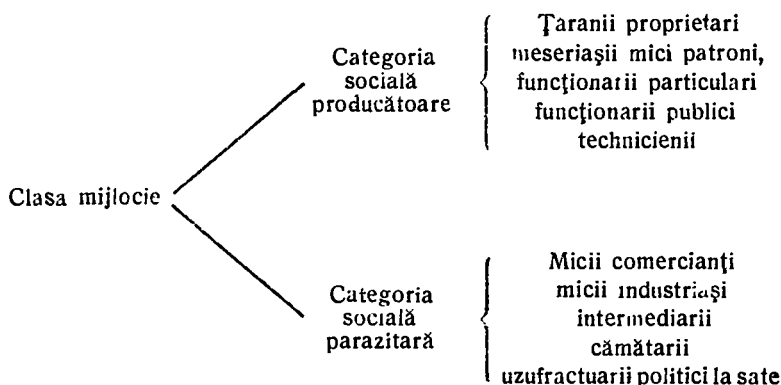 Clasa mijlocie
Categoria
socială
producătoare
Ţaranii proprietari
meseriaşii mici patroni,
funcţionarii particulari
funcţionarii publici
technicienii
Categoria
socială
parazitară
Micii comercianţi
micii industriaşi
intermediarii
cămătarii
uzufractuarii politici la sate